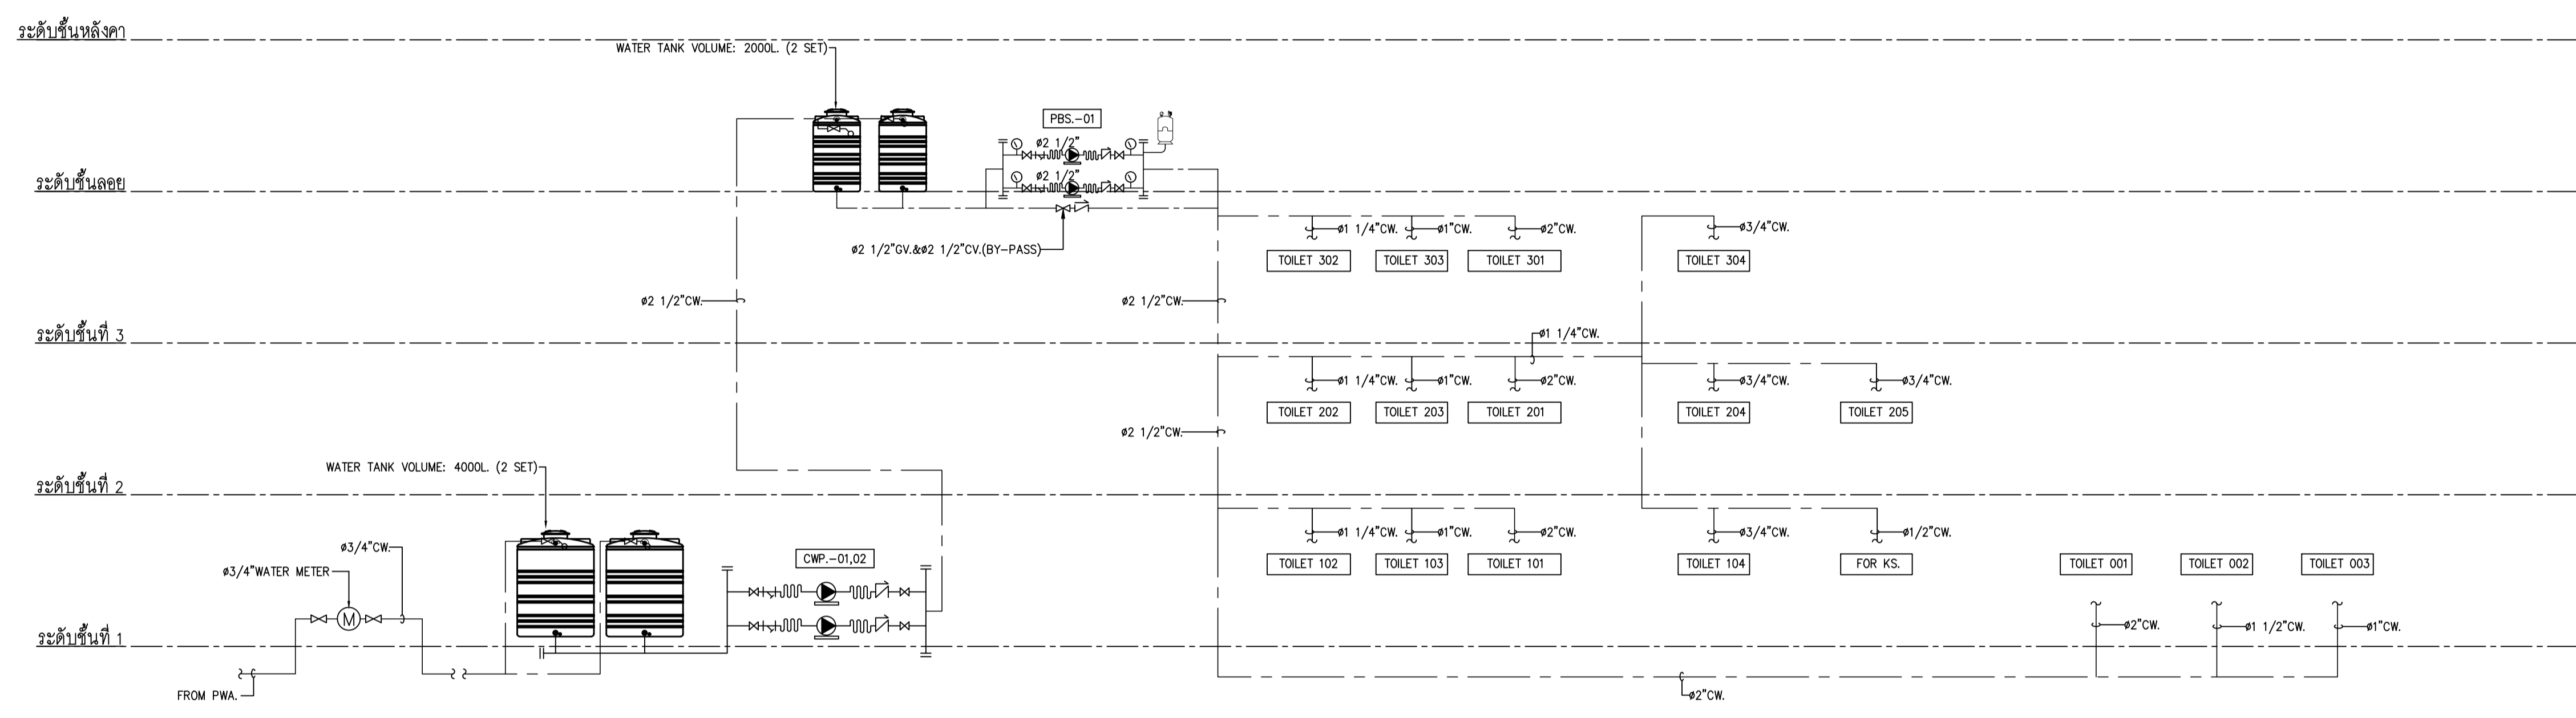 ระดับชั้นหลังคา
WATER TANK VOLUME: 2000L. (2 SET)
PBS.-01
ø2 1/2"
ระดับชั้นลอย
ø2 1/2"
ø2 1/2"GV.&ø2 1/2"CV.(BY-PASS)
ø1 1/4"CW.
ø1"CW.
ø2"CW.
ø3/4"CW.
TOILET 302
TOILET 303
TOILET 301
TOILET 304
ø2 1/2"CW.
ø2 1/2"CW.
ระดับชั้นที่ 3
ø1 1/4"CW.
ø1 1/4"CW.
ø1"CW.
ø2"CW.
ø3/4"CW.
ø3/4"CW.
TOILET 202
TOILET 203
TOILET 201
TOILET 204
TOILET 205
ø2 1/2"CW.
WATER TANK VOLUME: 4000L. (2 SET)
ระดับชั้นที่ 2
ø1 1/4"CW.
ø1"CW.
ø2"CW.
ø3/4"CW.
ø1/2"CW.
ø3/4"CW.
CWP.-01,02
TOILET 102
TOILET 103
TOILET 101
TOILET 104
FOR KS.
TOILET 001
TOILET 002
TOILET 003
ø3/4"WATER METER
M
ระดับชั้นที่ 1
ø2"CW.
ø1 1/2"CW.
ø1"CW.
FROM PWA.
ø2"CW.